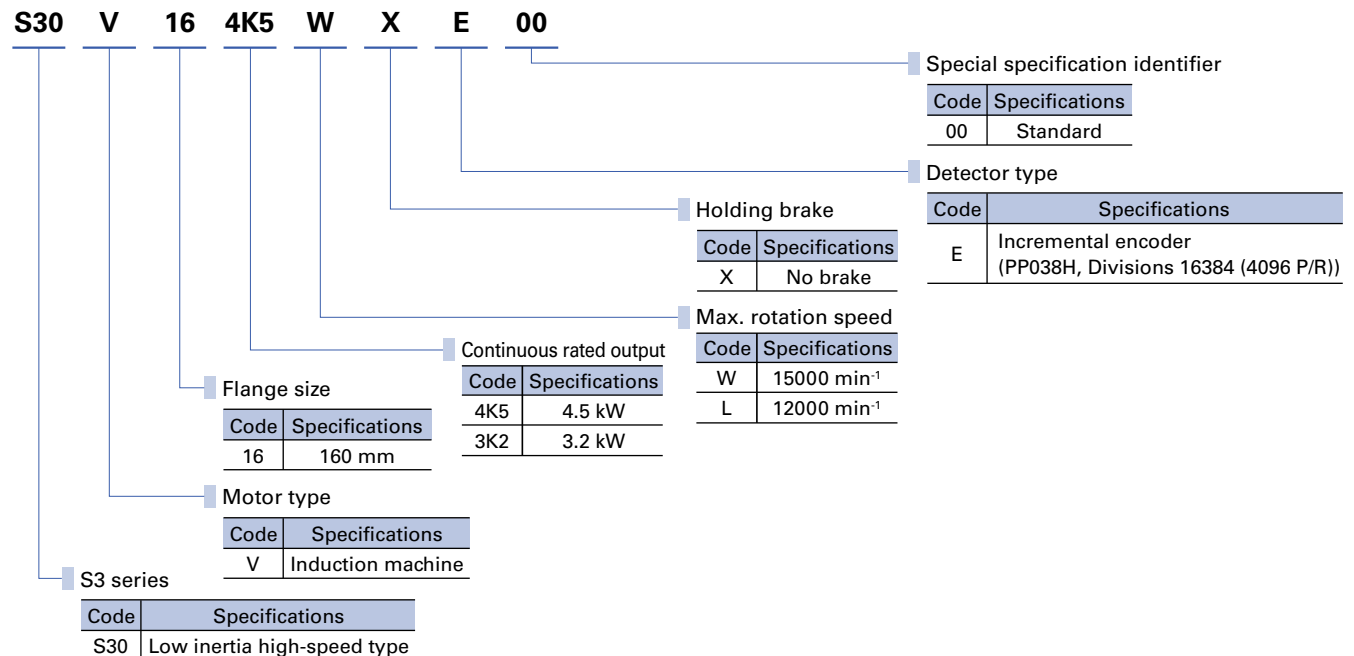 S30 V 16 4K5 W X E 00
Special specification identifier
Code Specifications
00 Standard
Detector type
Code Specifications
E Incremental encoder
(PP038H, Divisions 16384 (4096 P/R))
Holding brake
Code Specifications
X No brake
Max. rotation speed
Code Specifications
W 15000 min⁻¹
L 12000 min⁻¹
Continuous rated output
Code Specifications
4K5 4.5 kW
3K2 3.2 kW
Flange size
Code Specifications
16 160 mm
Motor type
Code Specifications
V Induction machine
S3 series
Code Specifications
S30 Low inertia high-speed type